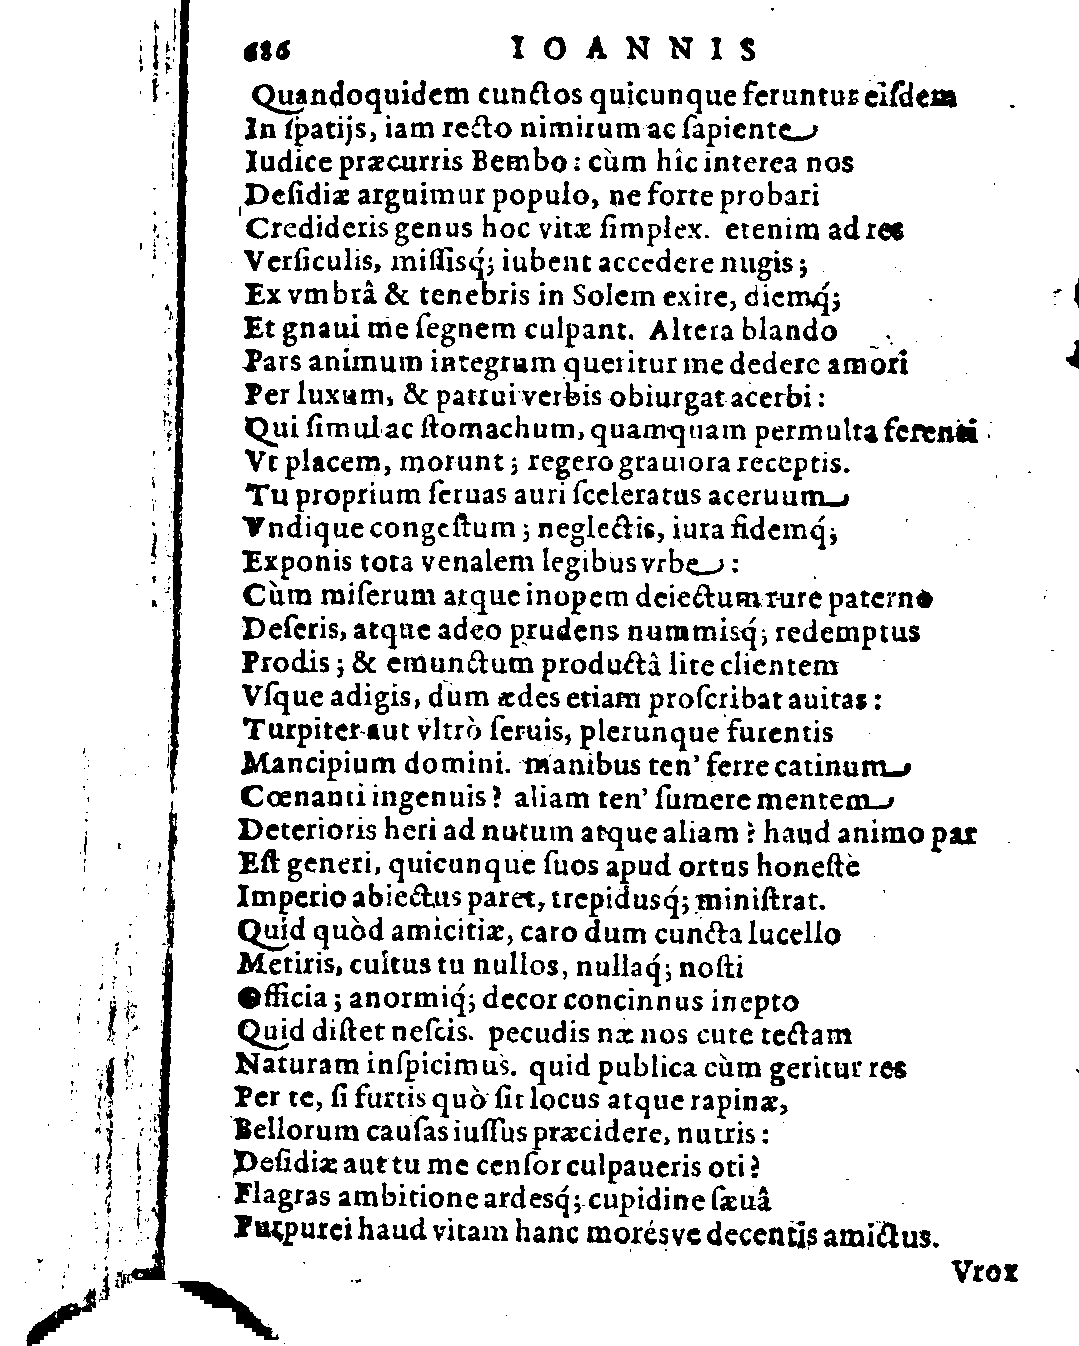 686 IOANNIS
Quandoquidem cunctos quicunque feruntur eiſdem
In ſpatijs, iam recto nimirum ac ſapiente
Iudice præcurris Bembo: cùm hîc interea nos
Deſidiæ arguimur populo, ne forte probari
Credideris genus hoc vitæ ſimplex. etenim ad res
Verſiculis, miſſisq́; iubent accedere nugis;
Ex vmbrâ & tenebris in Solem exire, diemq́;
Et gnaui me ſegnem culpant. Altera blando
Pars animum integrum queritur me dedere amori
Per luxum, & patrui verbis obiurgat acerbi:
Qui ſimul ac ſtomachum, quamquam permulta ferenti
Vt placem, morunt; regero grauiora receptis.
Tu proprium ſeruas auri ſceleratus aceruum
Vndique congeſtum; neglectis, iura fidemq́;
Exponis tota venalem legibus vrbe:
Cùm miſerum atque inopem deiectum rure paterno
Deſeris, atque adeo prudens nummisq́; redemptus
Prodis; & emunctum productâ lite clientem
Vſque adigis, dum ædes etiam proſcribat auitas:
Turpiter aut vltrò ſeruis, plerunque furentis
Mancipium domini. manibus ten' ferre catinum
Cœnanti ingenuis? aliam ten' ſumere mentem
Deterioris heri ad nutum atque aliam? haud animo par
Eſt generi, quicunque ſuos apud ortus honeſtè
Imperio abiectus paret, trepidusq́; miniſtrat.
Quid quòd amicitiæ, caro dum cuncta lucello
Metiris, cultus tu nullos, nullaq́; noſti
Officia; anormiq́; decor concinnus inepto
Quid diſtet neſcis. pecudis næ nos cute tectam
Naturam inſpicimus. quid publica cùm geritur res
Per te, ſi furtis quò ſit locus atque rapinæ,
Bellorum cauſas iuſſus præcidere, nutris:
Deſidiæ aut tu me cenſor culpaueris oti?
Flagras ambitione ardesq́; cupidine ſæuâ
Purpurei haud vitam hanc morésve decentis amictus.
Vrox